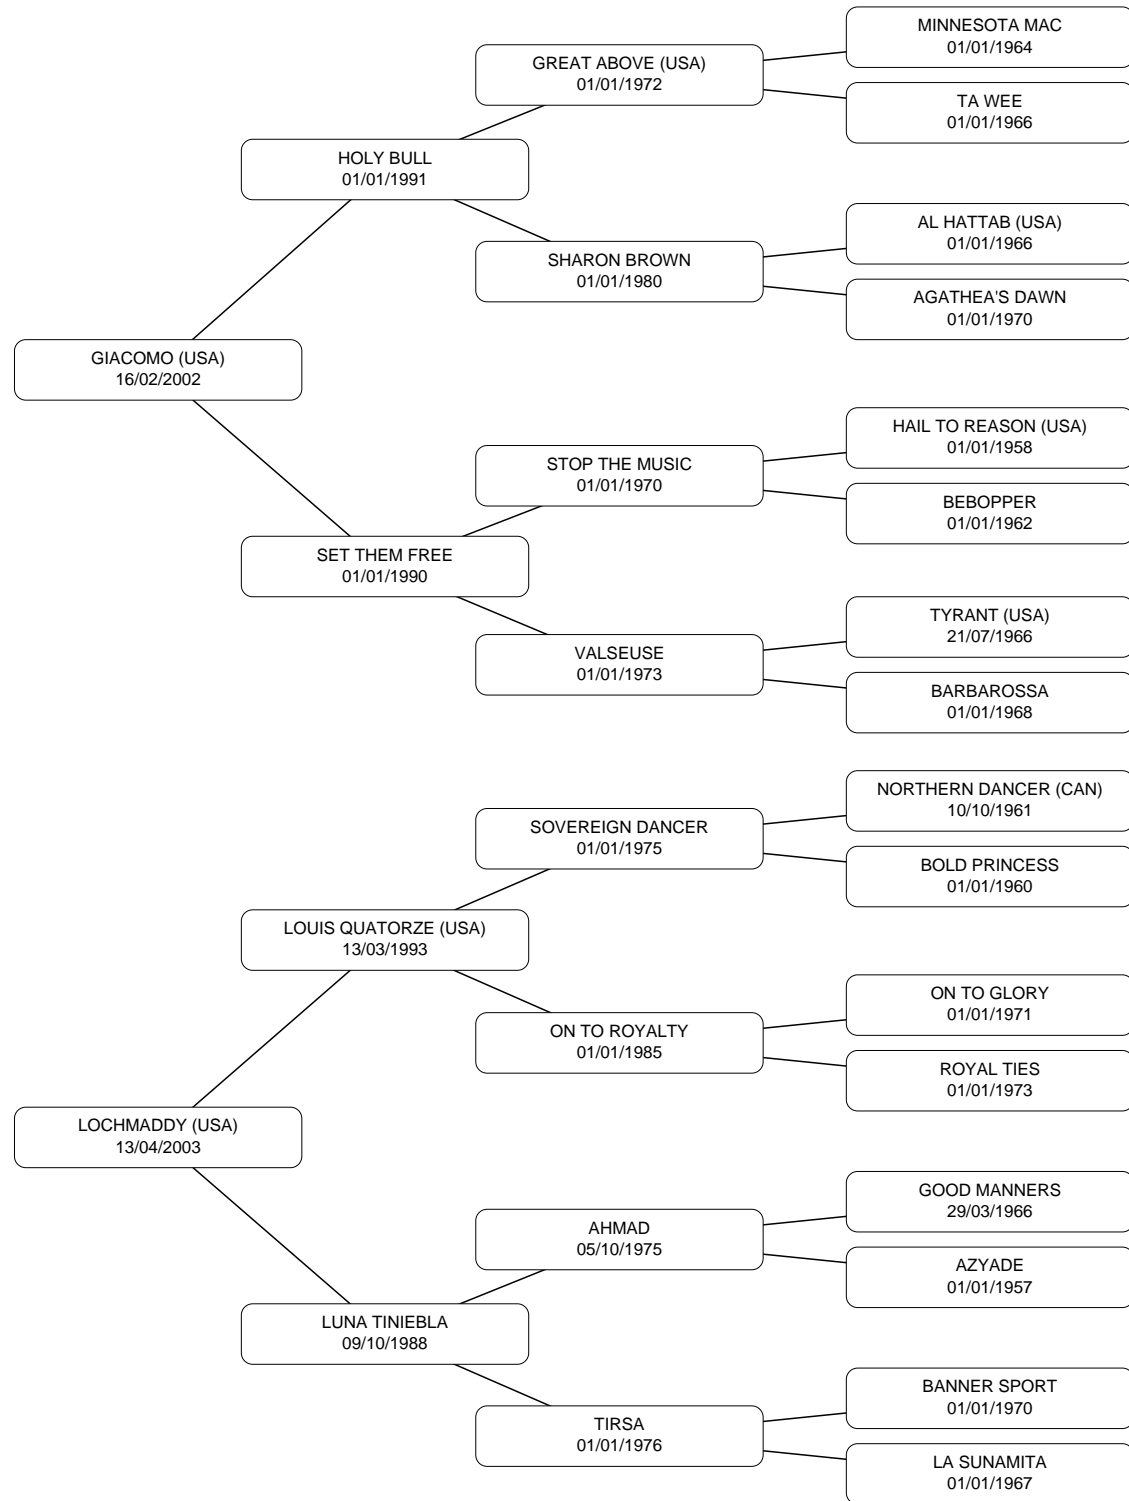 MINNESOTA MAC
01/01/1964
GREAT ABOVE (USA)
01/01/1972
TA WEE
01/01/1966
HOLY BULL
01/01/1991
AL HATTAB (USA)
01/01/1966
SHARON BROWN
01/01/1980
AGATHEA'S DAWN
01/01/1970
GIACOMO (USA)
16/02/2002
HAIL TO REASON (USA)
01/01/1958
STOP THE MUSIC
01/01/1970
BEBOPPER
01/01/1962
SET THEM FREE
01/01/1990
TYRANT (USA)
21/07/1966
VALSEUSE
01/01/1973
BARBAROSSA
01/01/1968
NORTHERN DANCER (CAN)
10/10/1961
SOVEREIGN DANCER
01/01/1975
BOLD PRINCESS
01/01/1960
LOUIS QUATORZE (USA)
13/03/1993
ON TO GLORY
01/01/1971
ON TO ROYALTY
01/01/1985
ROYAL TIES
01/01/1973
LOCHMADDY (USA)
13/04/2003
GOOD MANNERS
29/03/1966
AHMAD
05/10/1975
AZYADE
01/01/1957
LUNA TINIEBLA
09/10/1988
BANNER SPORT
01/01/1970
TIRSA
01/01/1976
LA SUNAMITA
01/01/1967